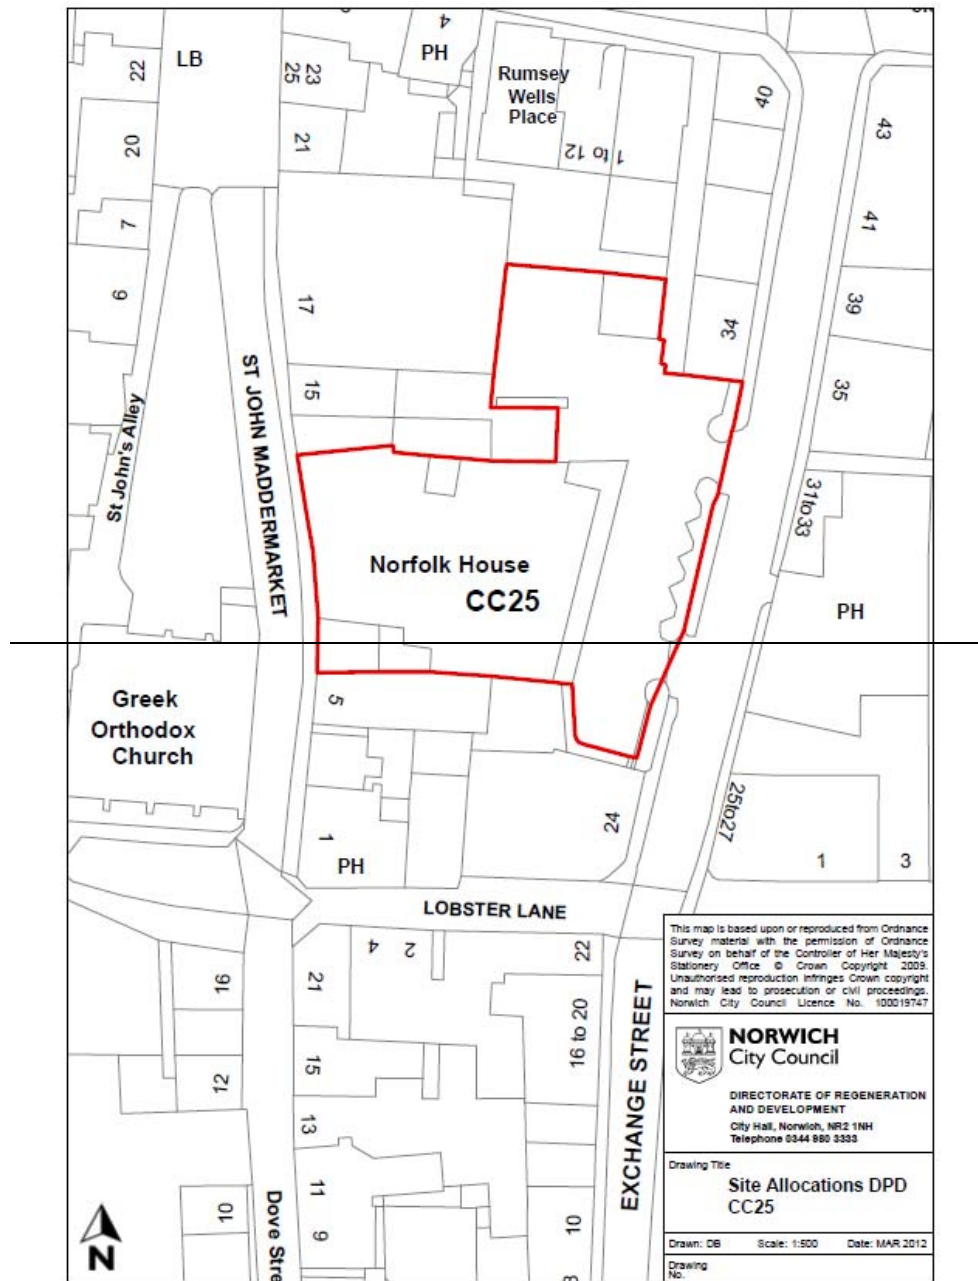 4
PH
LB
22
23
25
Rumsey
Wells
Place
40
43
20
21
1 to 12
7
41
6
17
39
34
ST JOHN MADDERMARKET
15
35
St John's Alley
31to33
Norfolk House
CC25
PH
Greek
Orthodox
Church
5
25to27
24
1
PH
1
3
LOBSTER LANE
4
2
22
16
21
EXCHANGE STREET
16 to 20
15
12
13
11
10
9
10
Dove Stre
N
This map is based upon or reproduced from Ordnance
Survey material with the permission of Ordnance
Survey on behalf of the Controller of Her Majesty's
Stationery Office © Crown Copyright 2009.
Unauthorised reproduction infringes Crown copyright
and may lead to prosecution or civil proceedings.
Norwich City Council Licence No. 100019747
NORWICH
City Council
DIRECTORATE OF REGENERATION
AND DEVELOPMENT
City Hall, Norwich, NR2 1NH
Telephone 0344 980 3333
Drawing Title
Site Allocations DPD
CC25
Drawn: DB Scale: 1:500 Date: MAR 2012
Drawing
No.